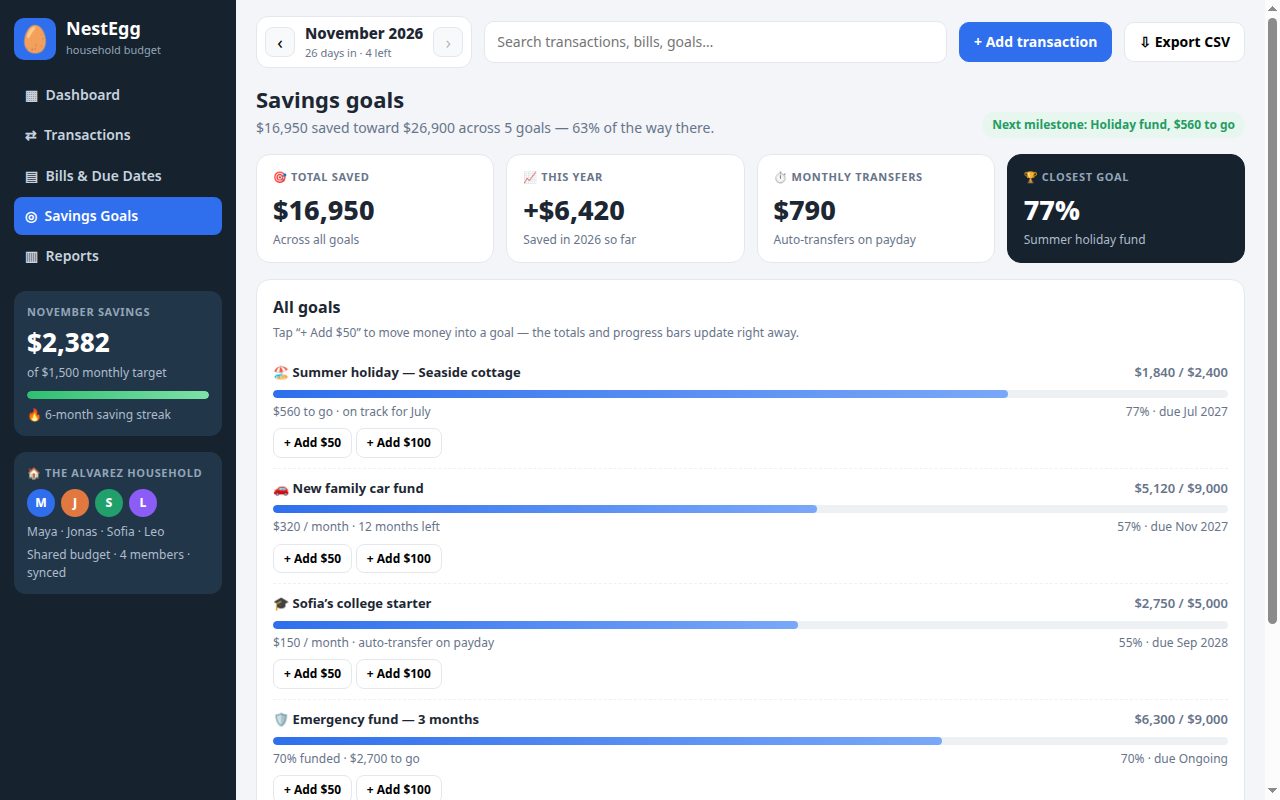 NestEgg
household budget
Dashboard
Transactions
Bills & Due Dates
Savings Goals
Reports
NOVEMBER SAVINGS
$2,382
of $1,500 monthly target
🔥 6-month saving streak
🏠 THE ALVAREZ HOUSEHOLD
M J S L
Maya · Jonas · Sofia · Leo
Shared budget · 4 members ·
synced
‹ November 2026 ›
26 days in · 4 left
Search transactions, bills, goals…
+ Add transaction
⇩ Export CSV
Savings goals
$16,950 saved toward $26,900 across 5 goals — 63% of the way there.
Next milestone: Holiday fund, $560 to go
🎯 TOTAL SAVED
$16,950
Across all goals
📈 THIS YEAR
+$6,420
Saved in 2026 so far
⏱️ MONTHLY TRANSFERS
$790
Auto-transfers on payday
🏆 CLOSEST GOAL
77%
Summer holiday fund
All goals
Tap “+ Add $50” to move money into a goal — the totals and progress bars update right away.
🏖️ Summer holiday — Seaside cottage $1,840 / $2,400
$560 to go · on track for July 77% · due Jul 2027
+ Add $50 + Add $100
🚗 New family car fund $5,120 / $9,000
$320 / month · 12 months left 57% · due Nov 2027
+ Add $50 + Add $100
🎓 Sofia’s college starter $2,750 / $5,000
$150 / month · auto-transfer on payday 55% · due Sep 2028
+ Add $50 + Add $100
🛡️ Emergency fund — 3 months $6,300 / $9,000
70% funded · $2,700 to go 70% · due Ongoing
+ Add $50 + Add $100